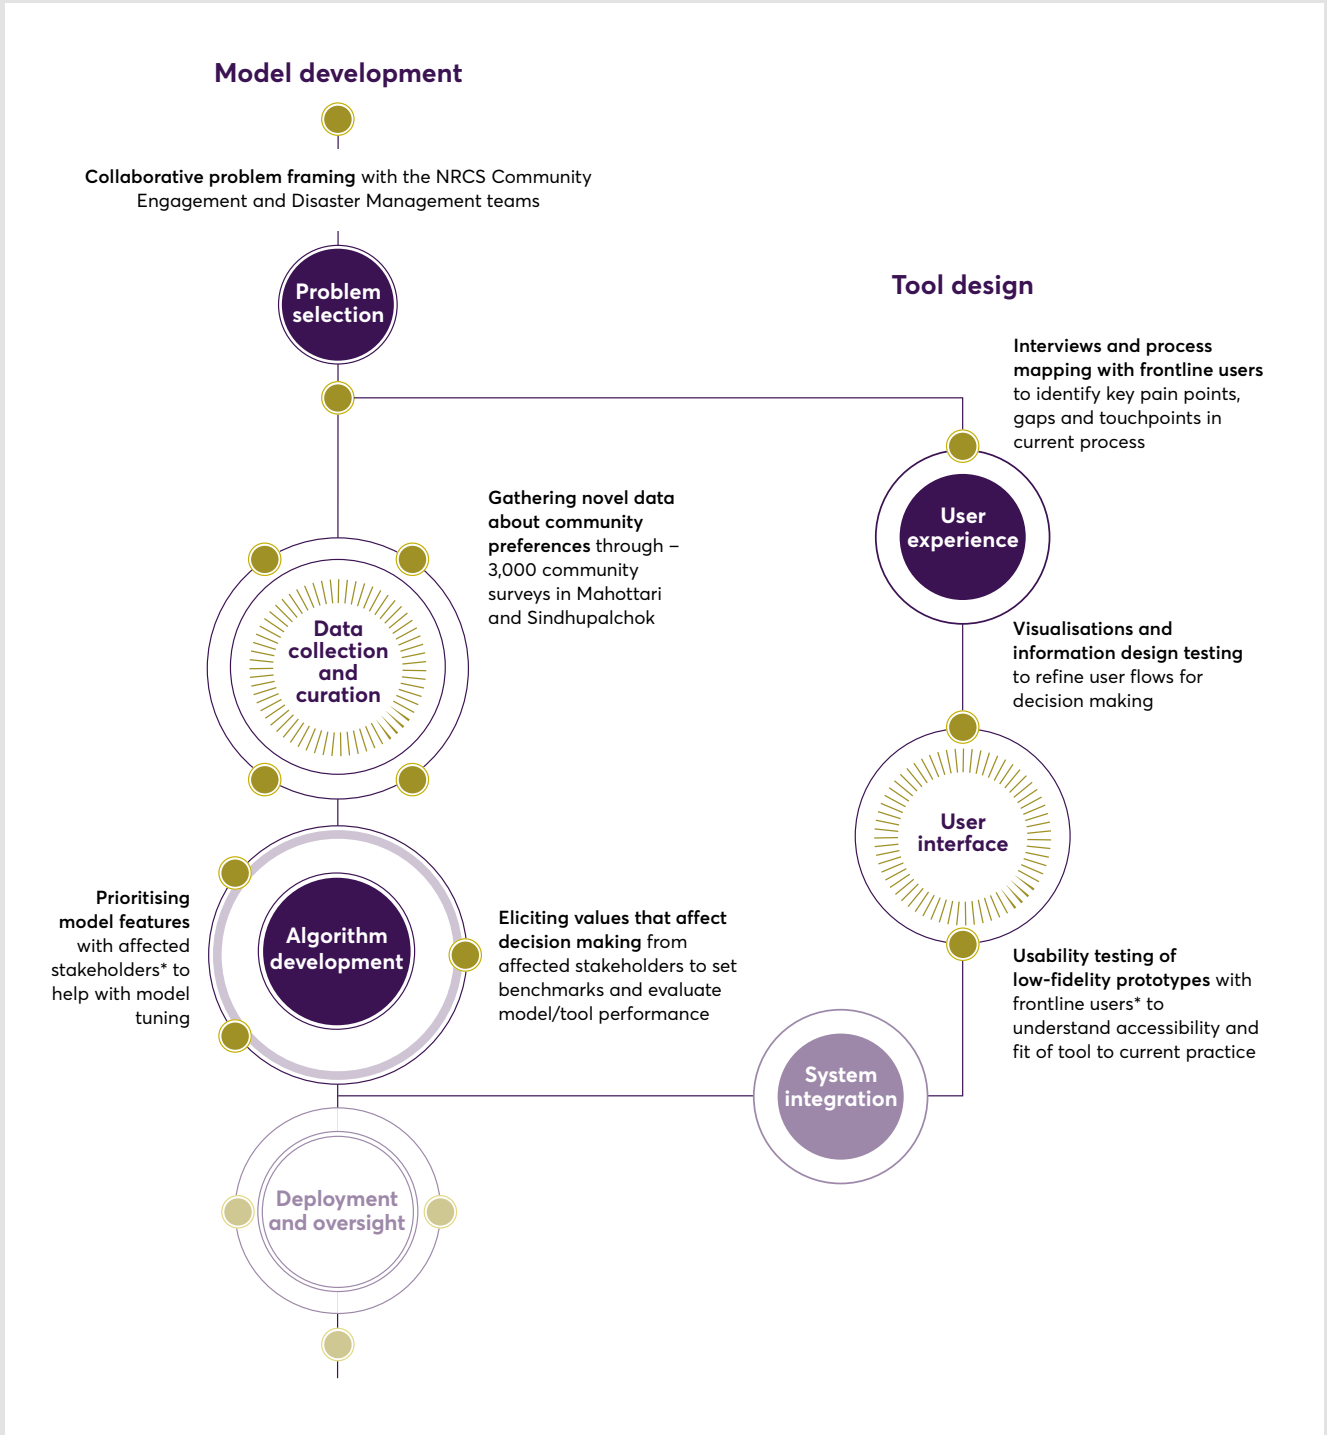 Model development
Collaborative problem framing with the NRCS Community
Engagement and Disaster Management teams
Problem
selection
Tool design
Interviews and process
mapping with frontline users
to identify key pain points,
gaps and touchpoints in
current process
User
experience
Gathering novel data
about community
preferences through –
3,000 community
surveys in Mahottari
and Sindhupalchok
Data
collection
and
curation
Visualisations and
information design testing
to refine user flows for
decision making
User
interface
Prioritising
model features
with affected
stakeholders* to
help with model
tuning
Algorithm
development
Eliciting values that affect
decision making from
affected stakeholders to set
benchmarks and evaluate
model/tool performance
Usability testing of
low-fidelity prototypes with
frontline users* to
understand accessibility and
fit of tool to current practice
System
integration
Deployment
and oversight